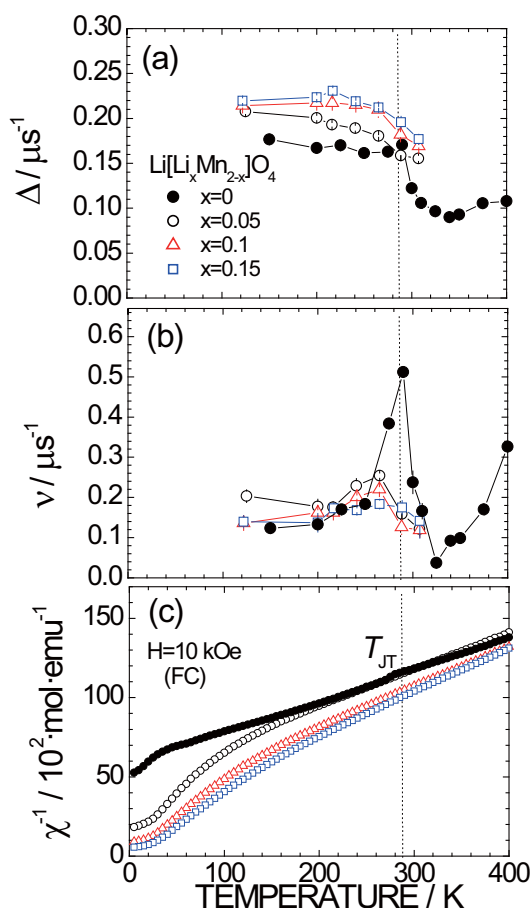 (a)
0.30
0.25
0.20
0.15
0.10
0.05
0.00
Δ / μs⁻¹
Li[LiₓMn₂₋ₓ]O₄
x=0
x=0.05
x=0.1
x=0.15
(b)
0.6
0.5
0.4
0.3
0.2
0.1
0.0
ν / μs⁻¹
(c)
150
100
50
0
χ⁻¹ / 10²·mol·emu⁻¹
H=10 kOe
(FC)
T_JT
0 100 200 300 400
TEMPERATURE / K